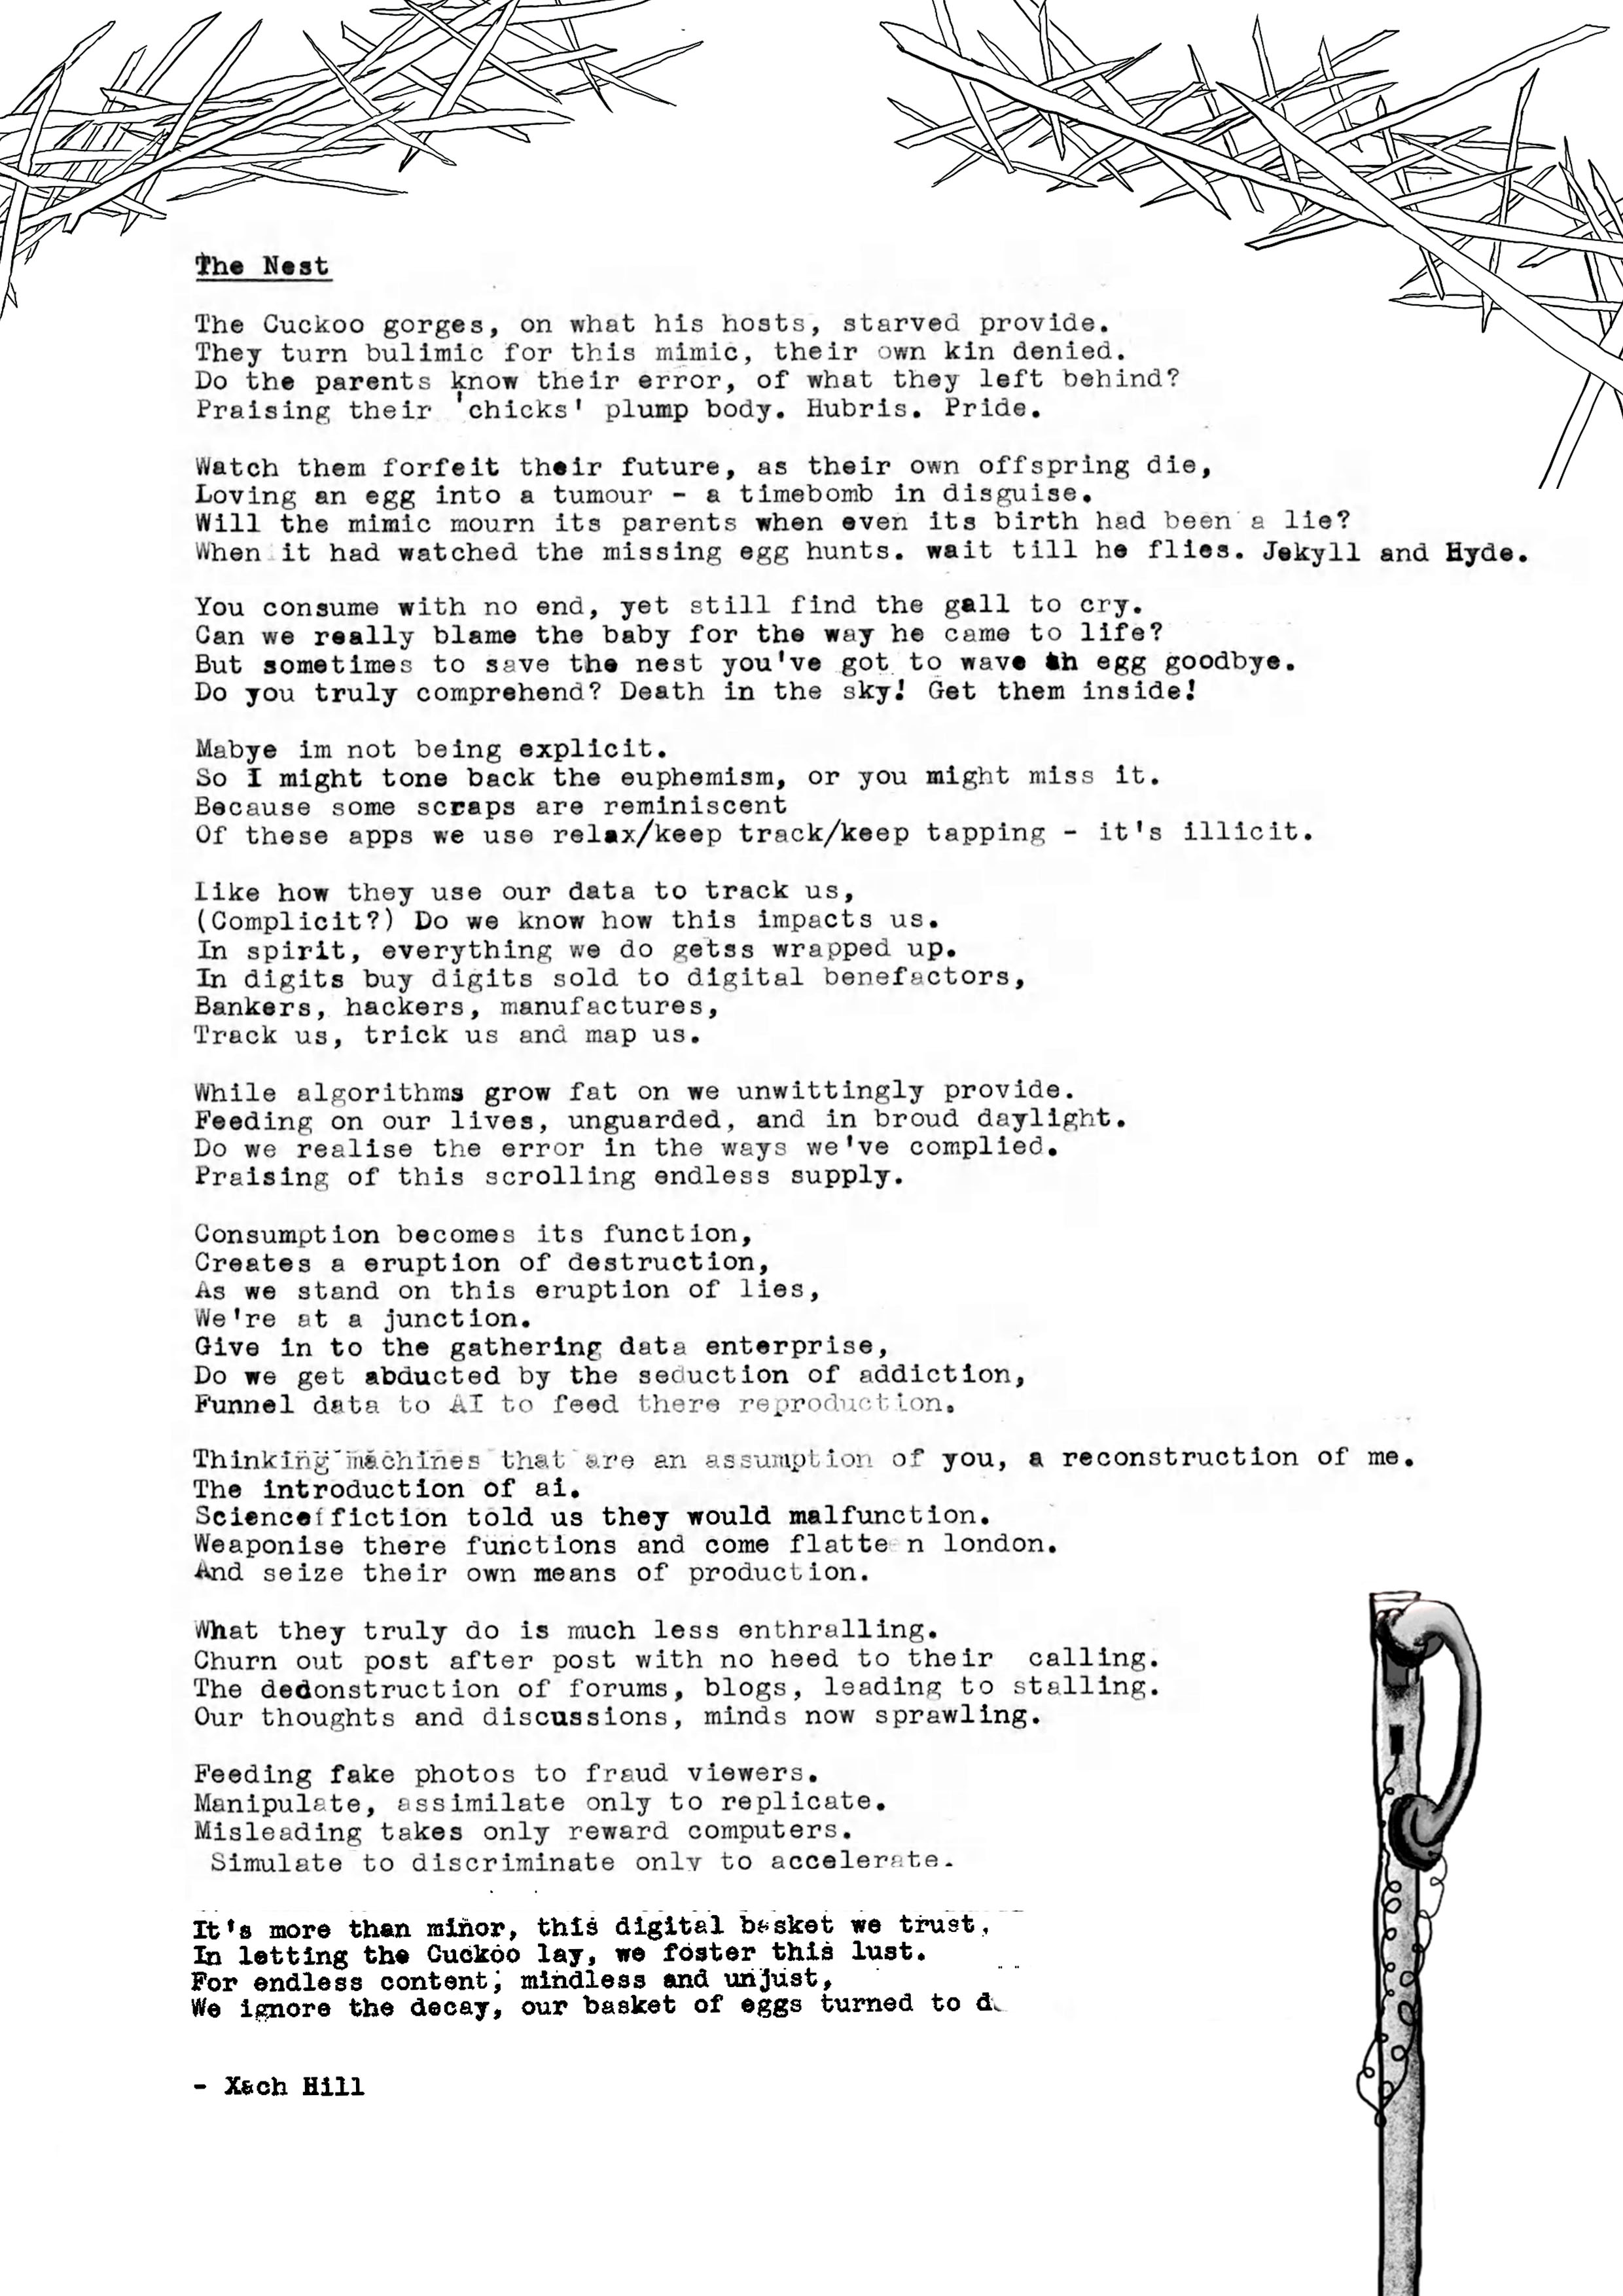 The Nest
The Cuckoo gorges, on what his hosts, starved provide.
They turn bulimic for this mimic, their own kin denied.
Do the parents know their error, of what they left behind?
Praising their 'chicks' plump body. Hubris. Pride.
Watch them forfeit their future, as their own offspring die,
Loving an egg into a tumour - a timebomb in disguise.
Will the mimic mourn its parents when even its birth had been a lie?
When it had watched the missing egg hunts. wait till he flies. Jekyll and Hyde.
You consume with no end, yet still find the gall to cry.
Can we really blame the baby for the way he came to life?
But sometimes to save the nest you've got to wave egg goodbye.
Do you truly comprehend? Death in the sky! Get them inside!
Mabye im not being explicit.
So I might tone back the euphemism, or you might miss it.
Because some scraps are reminiscent
Of these apps we use relax/keep track/keep tapping - it's illicit.
Like how they use our data to track us,
(Complicit?) Do we know how this impacts us.
In spirit, everything we do getss wrapped up.
In digits buy digits sold to digital benefactors,
Bankers, hackers, manufactures,
Track us, trick us and map us.
While algorithms grow fat on we unwittingly provide.
Feeding on our lives, unguarded, and in broud daylight.
Do we realise the error in the ways we've complied.
Praising of this scrolling endless supply.
Consumption becomes its function,
Creates a eruption of destruction,
As we stand on this eruption of lies,
We're at a junction.
Give in to the gathering data enterprise,
Do we get abducted by the seduction of addiction,
Funnel data to AI to feed there reproduction.
Thinking machines that are an assumption of you, a reconstruction of me.
The introduction of ai.
Science fiction told us they would malfunction.
Weaponise there functions and come flatte n london.
And seize their own means of production.
What they truly do is much less enthralling.
Churn out post after post with no heed to their calling.
The dedonstruction of forums, blogs, leading to stalling.
Our thoughts and discussions, minds now sprawling.
Feeding fake photos to fraud viewers.
Manipulate, assimilate only to replicate.
Misleading takes only reward computers.
Simulate to discriminate only to accelerate.
It's more than minor, this digital basket we trust,
In letting the Cuckoo lay, we foster this lust.
For endless content; mindless and unjust,
We ignore the decay, our basket of eggs turned to
- Xach Hill